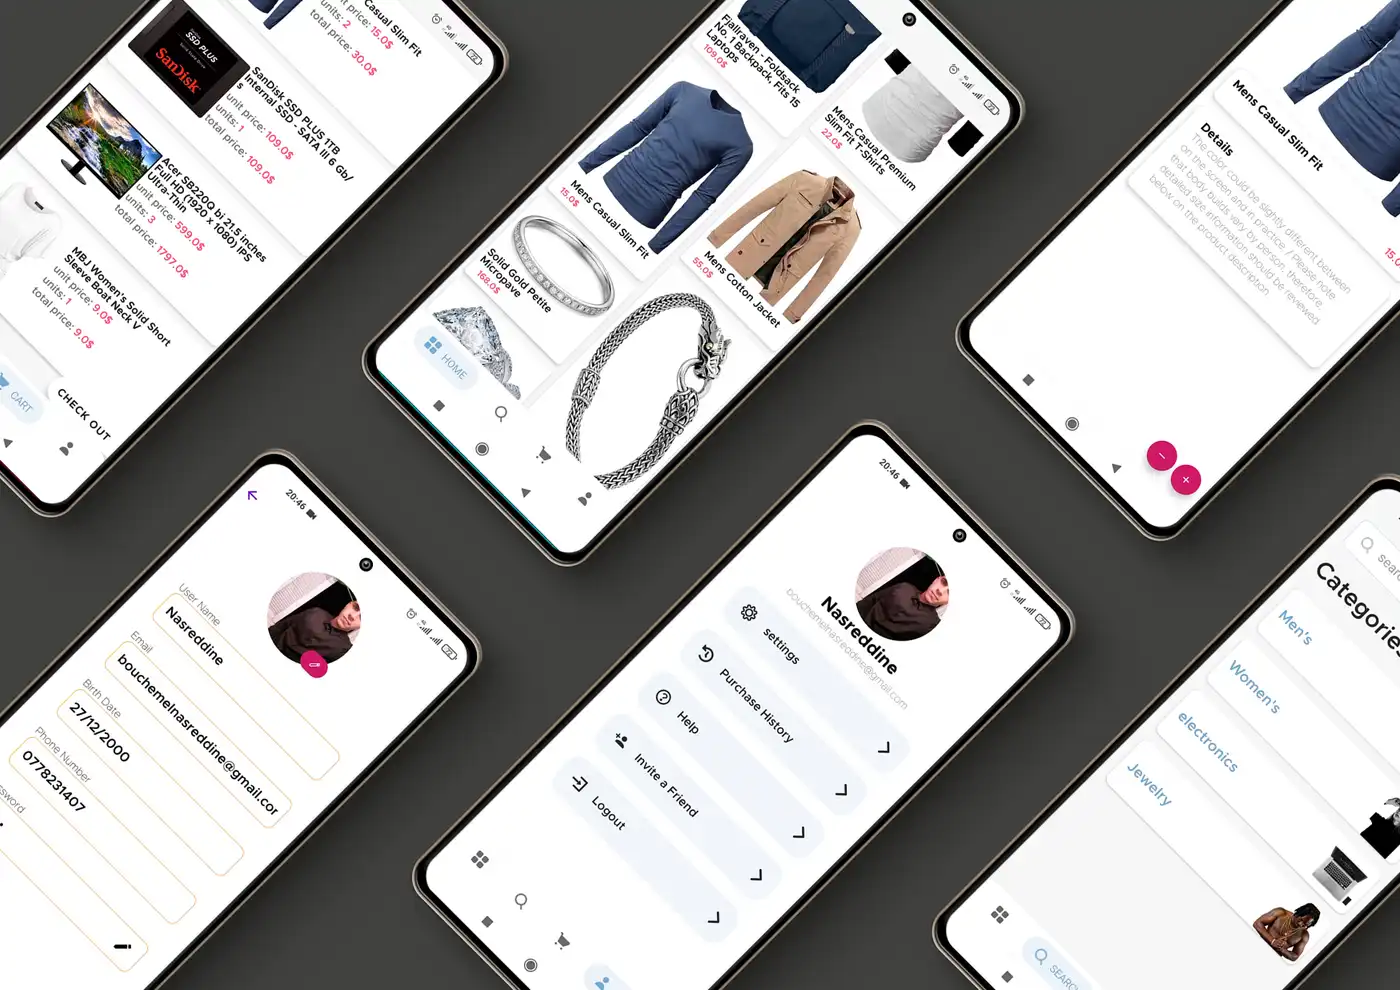 Casual Slim Fit
unit price: 15.0$
units: 2
total price: 30.0$
SSD PLUS
SanDisk
SanDisk SSD PLUS 1TB
Internal SSD - SATA III 6 Gb/
s
unit price: 109.0$
units: 1
total price: 109.0$
Acer SB220Q bi 21.5 inches
Full HD (1920 x 1080) IPS
Ultra-Thin
unit price: 599.0$
units: 3
total price: 1797.0$
MBJ Women's Solid Short
Sleeve Boat Neck V
unit price: 9.0$
units: 1
total price: 9.0$
CHECK OUT
CART
Fjallraven - Foldsack
No. 1 Backpack, Fits 15
Laptops
109.0$
Mens Casual Premium
Slim Fit T-Shirts
22.0$
Mens Casual Slim Fit
15.0$
Mens Cotton Jacket
55.0$
Solid Gold Petite
Micropave
168.0$
HOME
Mens Casual Slim Fit
15.0
Details
The color could be slightly different between
on the screen and in practice. / Please note
that body builds vary by person, therefore,
detailed size information should be reviewed
below on the product description.
20:46
User Name
Nasreddine
Email
bouchemelnasreddine@gmail.cor
Birth Date
27/12/2000
Phone Number
0778231407
ssword
20:46
Nasreddine
bouchemelnasreddine@gmail.com
settings
Purchase History
Help
Invite a Friend
Logout
sear
Categories
Men's
Women's
electronics
Jewelry
SEARC